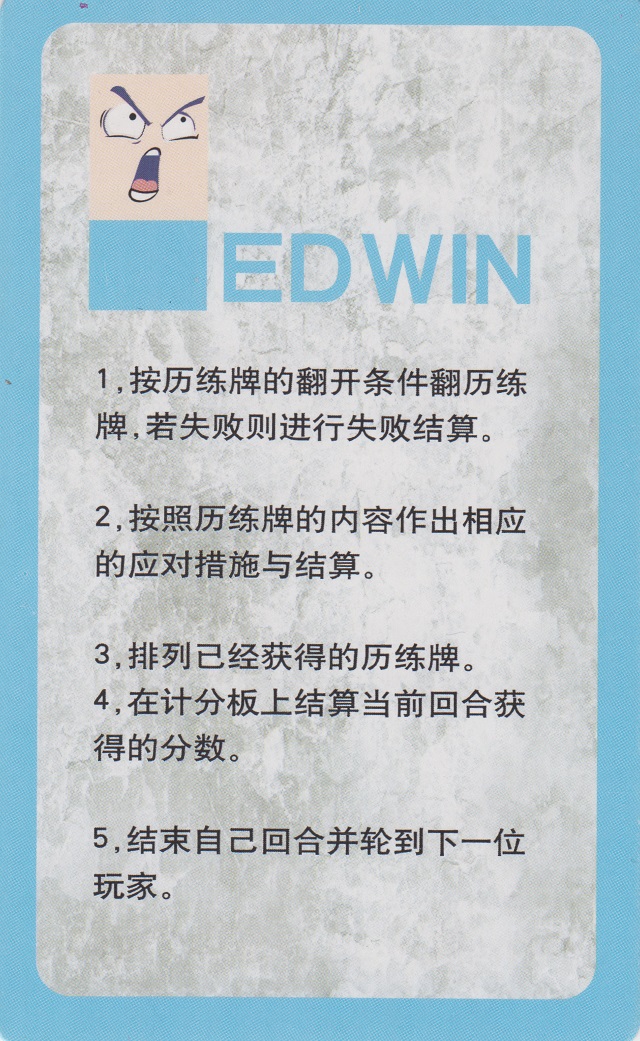 EDWIN
1,按历练牌的翻开条件翻历练
牌,若失败则进行失败结算。
2,按照历练牌的内容作出相应
的应对措施与结算。
3,排列已经获得的历练牌。
4,在计分板上结算当前回合获
得的分数。
5,结束自己回合并轮到下一位
玩家。